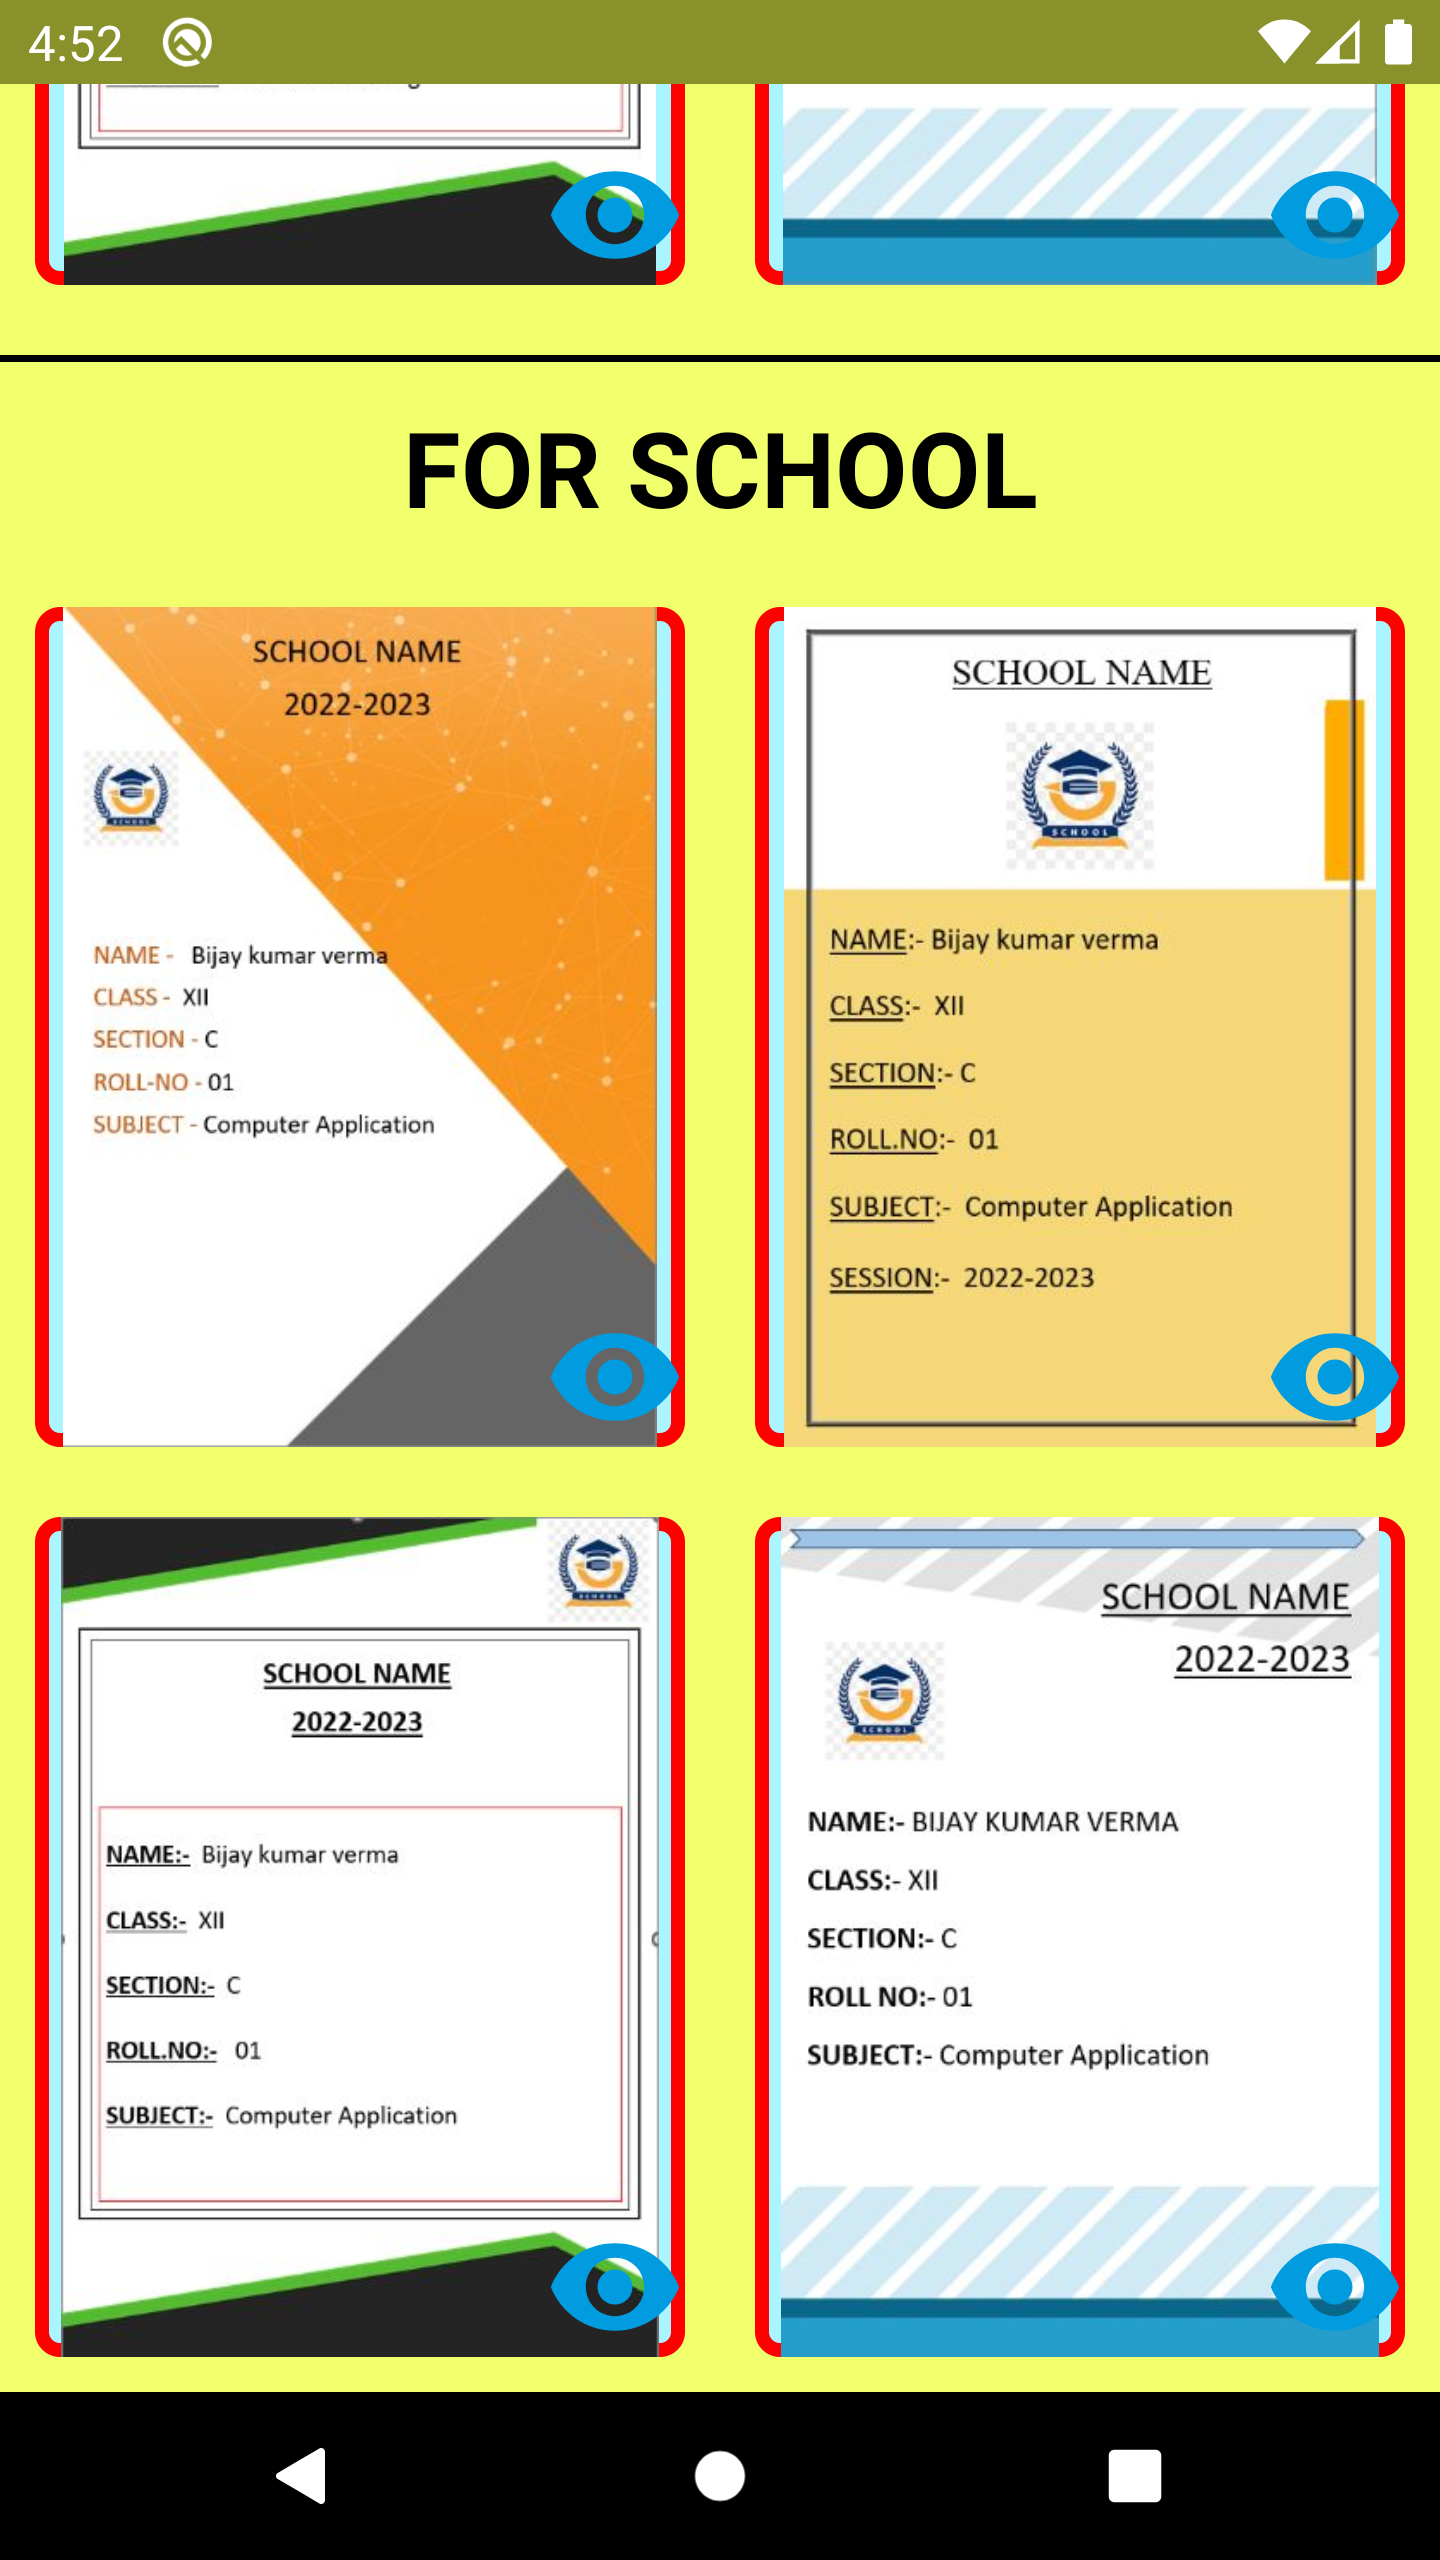 4:52
FOR SCHOOL
SCHOOL NAME
2022-2023
NAME - Bijay kumar verma
CLASS - XII
SECTION - C
ROLL-NO - 01
SUBJECT - Computer Application
SCHOOL NAME
SCHOOL
NAME:- Bijay kumar verma
CLASS:- XII
SECTION:- C
ROLL.NO:- 01
SUBJECT:- Computer Application
SESSION:- 2022-2023
SCHOOL NAME
2022-2023
NAME:- Bijay kumar verma
CLASS:- XII
SECTION:- C
ROLL.NO:- 01
SUBJECT:- Computer Application
SCHOOL NAME
2022-2023
NAME:- BIJAY KUMAR VERMA
CLASS:- XII
SECTION:- C
ROLL NO:- 01
SUBJECT:- Computer Application